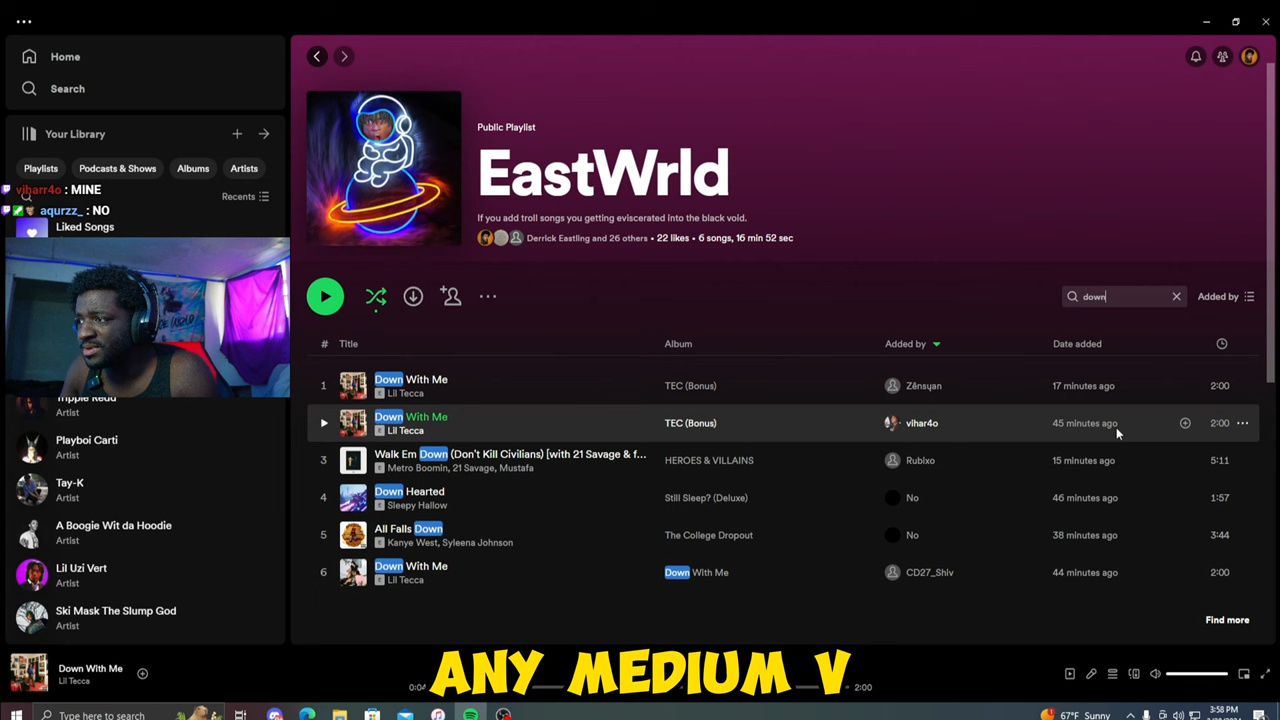 Home
Search
Your Library
Playlists Podcasts & Shows Albums Artists
viharr4o : MINE
Recents
aqurzz_ : NO
Liked Songs
Artist
Playboi Carti
Artist
Tay-K
Artist
A Boogie Wit da Hoodie
Artist
Lil Uzi Vert
Artist
Ski Mask The Slump God
Artist
Public Playlist
EastWrld
If you add troll songs you getting eviscerated into the black void.
Derrick Eastling and 26 others • 22 likes • 6 songs, 16 min 52 sec
down Added by
# Title Album Added by Date added
1 Down With Me TEC (Bonus) Zênsųan 17 minutes ago 2:00
E Lil Tecca
Down With Me TEC (Bonus) vihar4o 45 minutes ago 2:00
E Lil Tecca
3 Walk Em Down (Don't Kill Civilians) [with 21 Savage & f... HEROES & VILLAINS Rubixo 15 minutes ago 5:11
E Metro Boomin, 21 Savage, Mustafa
4 Down Hearted Still Sleep? (Deluxe) No 46 minutes ago 1:57
E Sleepy Hallow
5 All Falls Down The College Dropout No 38 minutes ago 3:44
E Kanye West, Syleena Johnson
6 Down With Me Down With Me CD27_Shiv 44 minutes ago 2:00
E Lil Tecca
Find more
Down With Me
Lil Tecca
ANY MEDIUM V
2:00
Type here to search
67°F Sunny
3:58 PM